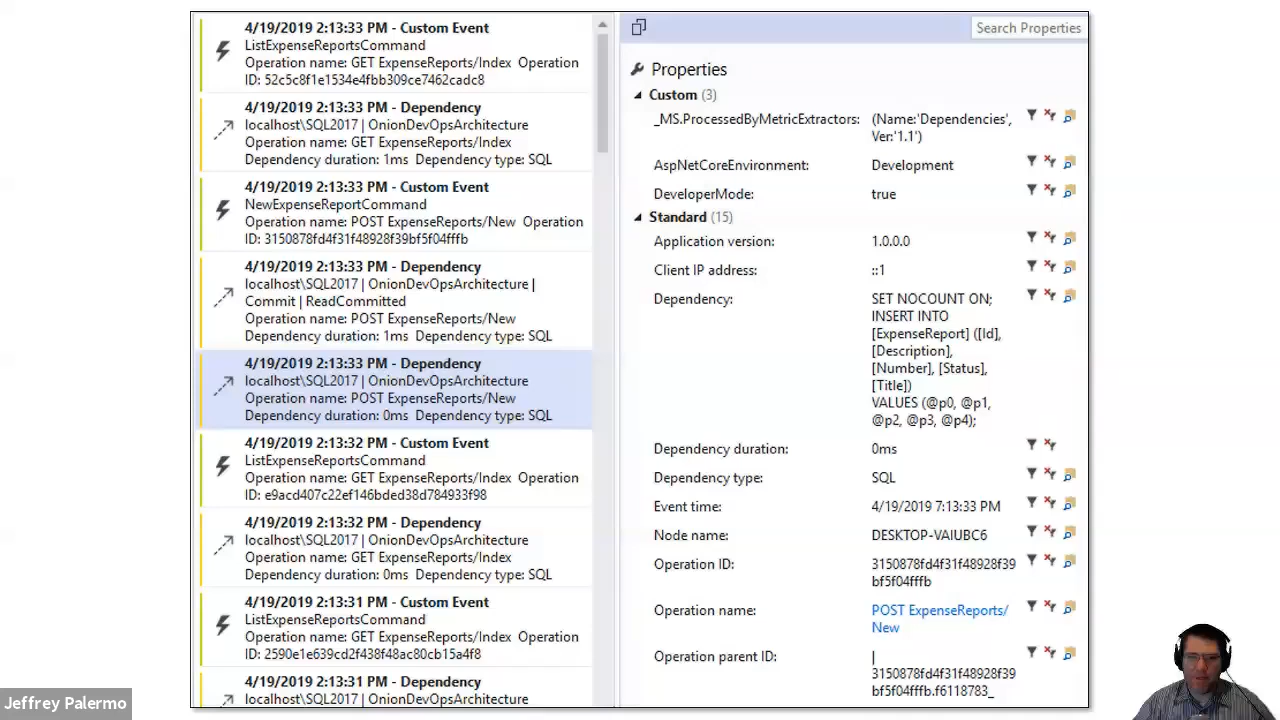 4/19/2019 2:13:33 PM - Custom Event
ListExpenseReportsCommand
Operation name: GET ExpenseReports/Index Operation
ID: 52c5c8f1e1534e4fbb309ce7462cadc8
4/19/2019 2:13:33 PM - Dependency
localhost\SQL2017 | OnionDevOpsArchitecture
Operation name: GET ExpenseReports/Index
Dependency duration: 1ms Dependency type: SQL
4/19/2019 2:13:33 PM - Custom Event
NewExpenseReportCommand
Operation name: POST ExpenseReports/New Operation
ID: 3150878fd4f31f48928f39bf5f04fffb
4/19/2019 2:13:33 PM - Dependency
localhost\SQL2017 | OnionDevOpsArchitecture |
Commit | ReadCommitted
Operation name: POST ExpenseReports/New
Dependency duration: 1ms Dependency type: SQL
4/19/2019 2:13:33 PM - Dependency
localhost\SQL2017 | OnionDevOpsArchitecture
Operation name: POST ExpenseReports/New
Dependency duration: 0ms Dependency type: SQL
4/19/2019 2:13:32 PM - Custom Event
ListExpenseReportsCommand
Operation name: GET ExpenseReports/Index Operation
ID: e9acd407c22ef146bded38d784933f98
4/19/2019 2:13:32 PM - Dependency
localhost\SQL2017 | OnionDevOpsArchitecture
Operation name: GET ExpenseReports/Index
Dependency duration: 0ms Dependency type: SQL
4/19/2019 2:13:31 PM - Custom Event
ListExpenseReportsCommand
Operation name: GET ExpenseReports/Index Operation
ID: 2590e1e639cd2f438f48ac80cb15a4f8
4/19/2019 2:13:31 PM - Dependency
localhost\SQL2017 | OnionDevOpsArchitecture
Search Properties
Properties
Custom (3)
_MS.ProcessedByMetricExtractors: (Name:'Dependencies',
Ver:'1.1')
AspNetCoreEnvironment: Development
DeveloperMode: true
Standard (15)
Application version: 1.0.0.0
Client IP address: ::1
Dependency: SET NOCOUNT ON;
INSERT INTO
[ExpenseReport] ([Id],
[Description],
[Number], [Status],
[Title])
VALUES (@p0, @p1,
@p2, @p3, @p4);
Dependency duration: 0ms
Dependency type: SQL
Event time: 4/19/2019 7:13:33 PM
Node name: DESKTOP-VAIUBC6
Operation ID: 3150878fd4f31f48928f39
bf5f04fffb
Operation name: POST ExpenseReports/
New
Operation parent ID: |
3150878fd4f31f48928f39
bf5f04fffb.f6118783_
Jeffrey Palermo